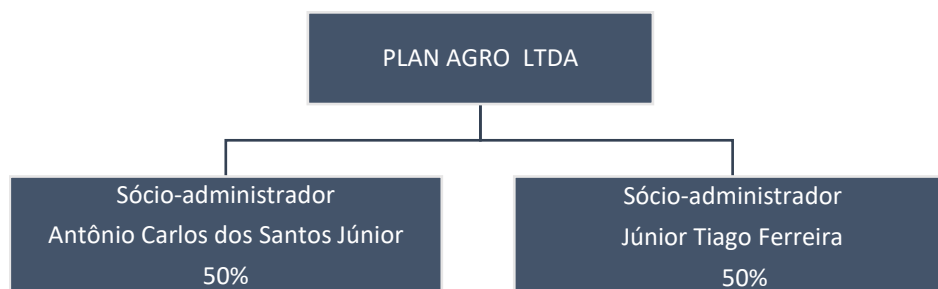 PLAN AGRO LTDA
Sócio-administrador
Antônio Carlos dos Santos Júnior
50%
Sócio-administrador
Júnior Tiago Ferreira
50%